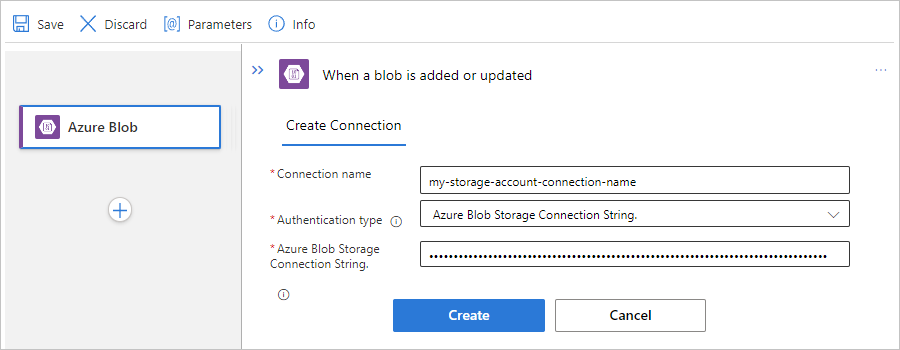 Save Discard [@] Parameters Info
When a blob is added or updated
Azure Blob
Create Connection
*Connection name
my-storage-account-connection-name
*Authentication type
Azure Blob Storage Connection String.
*Azure Blob Storage
Connection String.
Create Cancel